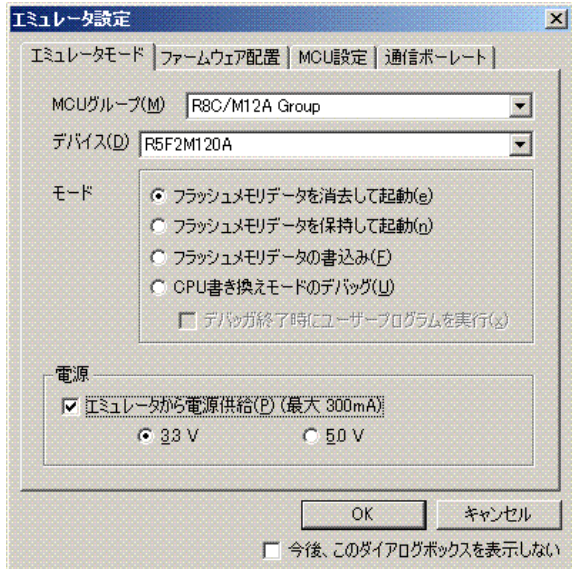 エミュレータ設定
エミュレータモード ファームウェア配置 MCU設定 通信ボーレート
MCUグループ(M) R8C/M12A Group
デバイス(D) R5F2M120A
モード
フラッシュメモリデータを消去して起動(e)
フラッシュメモリデータを保持して起動(n)
フラッシュメモリデータの書込み(F)
CPU書き換えモードのデバッグ(U)
デバッガ終了時にユーザープログラムを実行(x)
電源
エミュレータから電源供給(P) (最大 300mA)
3.3 V 5.0 V
OK キャンセル
今後、このダイアログボックスを表示しない